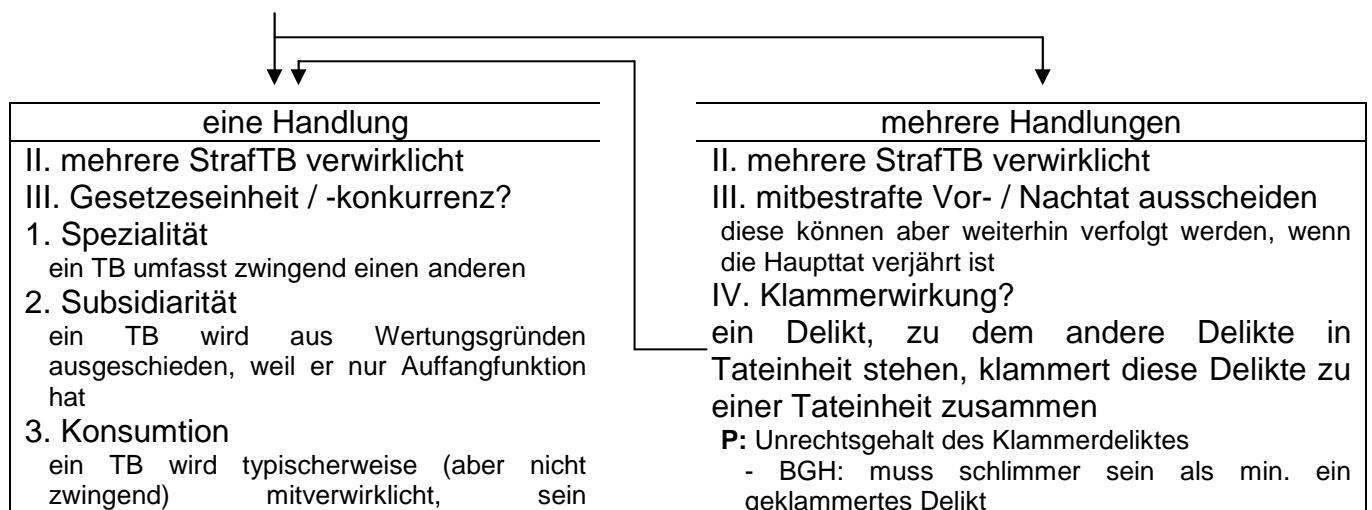 eine Handlung
II. mehrere StrafTB verwirklicht
III. Gesetzeseinheit / -konkurrenz?
1. Spezialität
ein TB umfasst zwingend einen anderen
2. Subsidiarität
ein TB wird aus Wertungsgründen
ausgeschieden, weil er nur Auffangfunktion
hat
3. Konsumtion
ein TB wird typischerweise (aber nicht
zwingend) mitverwirklicht, sein
mehrere Handlungen
II. mehrere StrafTB verwirklicht
III. mitbestrafte Vor- / Nachtat ausscheiden
diese können aber weiterhin verfolgt werden, wenn
die Haupttat verjährt ist
IV. Klammerwirkung?
ein Delikt, zu dem andere Delikte in
Tateinheit stehen, klammert diese Delikte zu
einer Tateinheit zusammen
P: Unrechtsgehalt des Klammerdeliktes
- BGH: muss schlimmer sein als min. ein
geklammertes Delikt